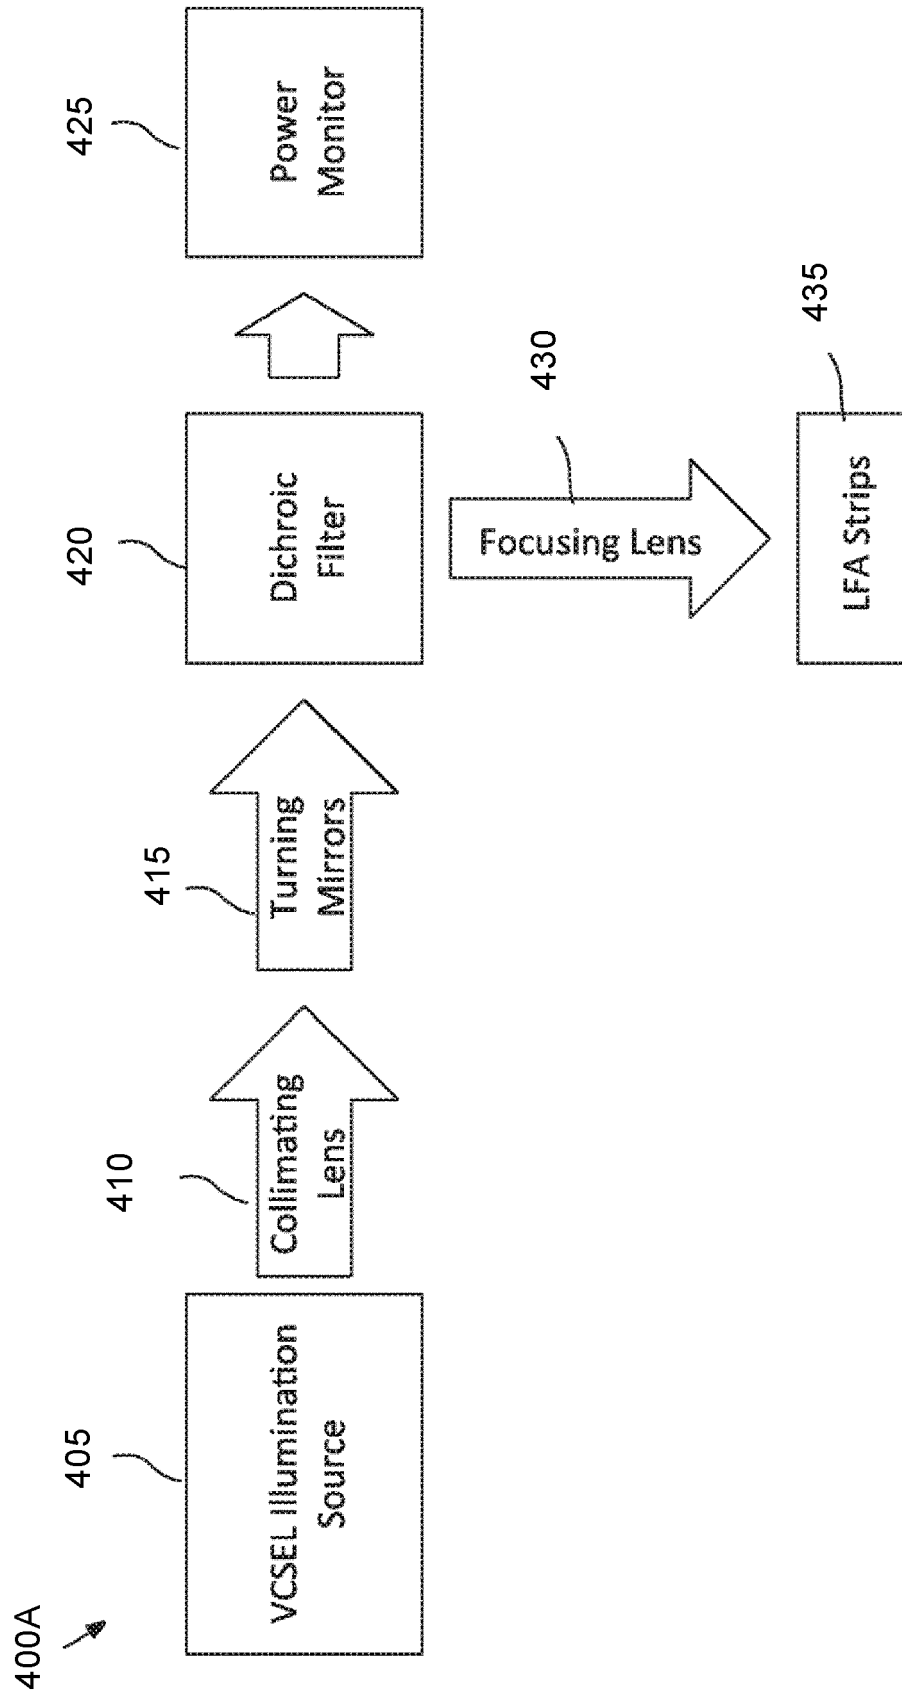 400A
405
VCSEL Illumination
Source
410
Collimating
Lens
415
Turning
Mirrors
420
Dichroic
Filter
425
Power
Monitor
430
Focusing Lens
435
LFA Strips